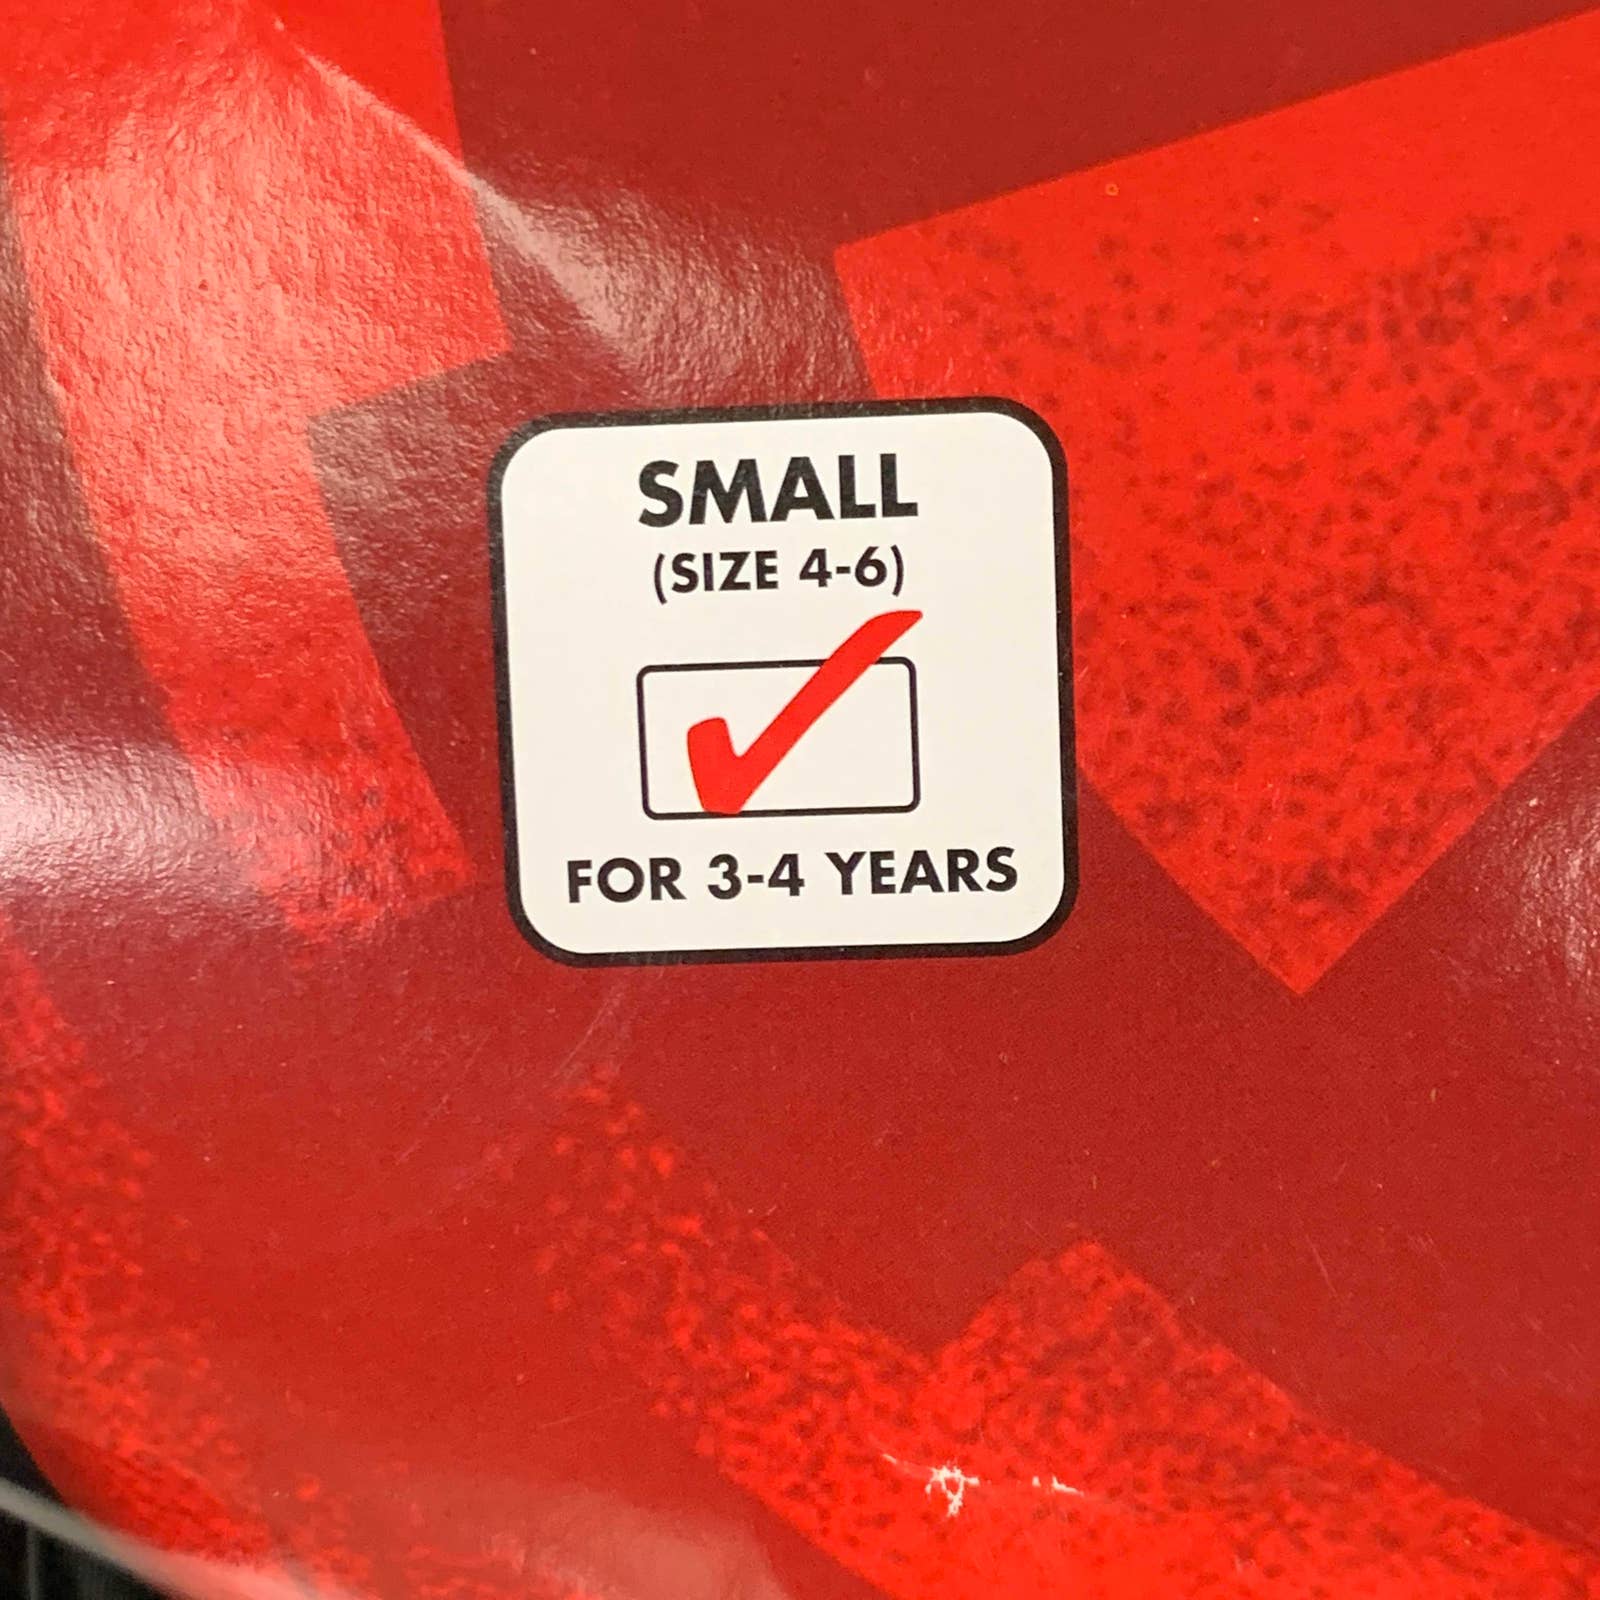 SMALL
(SIZE 4-6)
FOR 3-4 YEARS